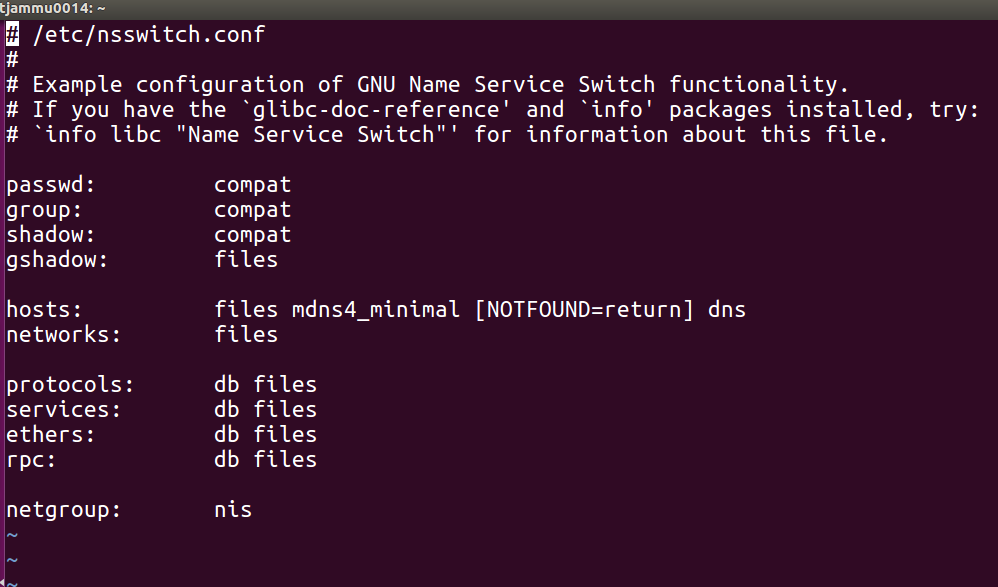 tjammu0014: ~
# /etc/nsswitch.conf
#
# Example configuration of GNU Name Service Switch functionality.
# If you have the `glibc-doc-reference' and `info' packages installed, try:
# `info libc "Name Service Switch"' for information about this file.
passwd:         compat
group:          compat
shadow:         compat
gshadow:        files
hosts:          files mdns4_minimal [NOTFOUND=return] dns
networks:       files
protocols:      db files
services:       db files
ethers:         db files
rpc:            db files
netgroup:       nis
~
~
~